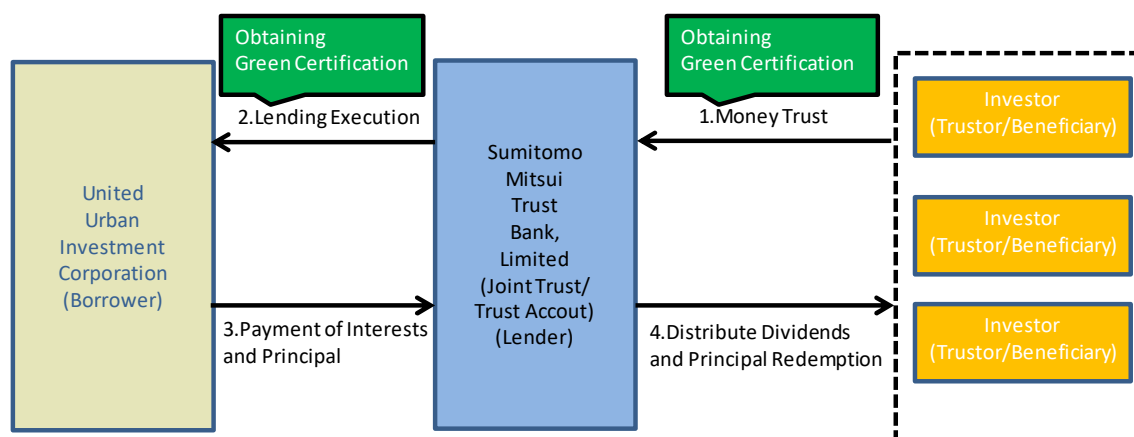 Obtaining
Green Certification
Obtaining
Green Certification
2.Lending Execution
1.Money Trust
United
Urban
Investment
Corporation
(Borrower)
Sumitomo
Mitsui
Trust
Bank,
Limited
(Joint Trust/
Trust Accout)
(Lender)
Investor
(Trustor/Beneficiary)
Investor
(Trustor/Beneficiary)
Investor
(Trustor/Beneficiary)
3.Payment of Interests
and Principal
4.Distribute Dividends
and Principal Redemption